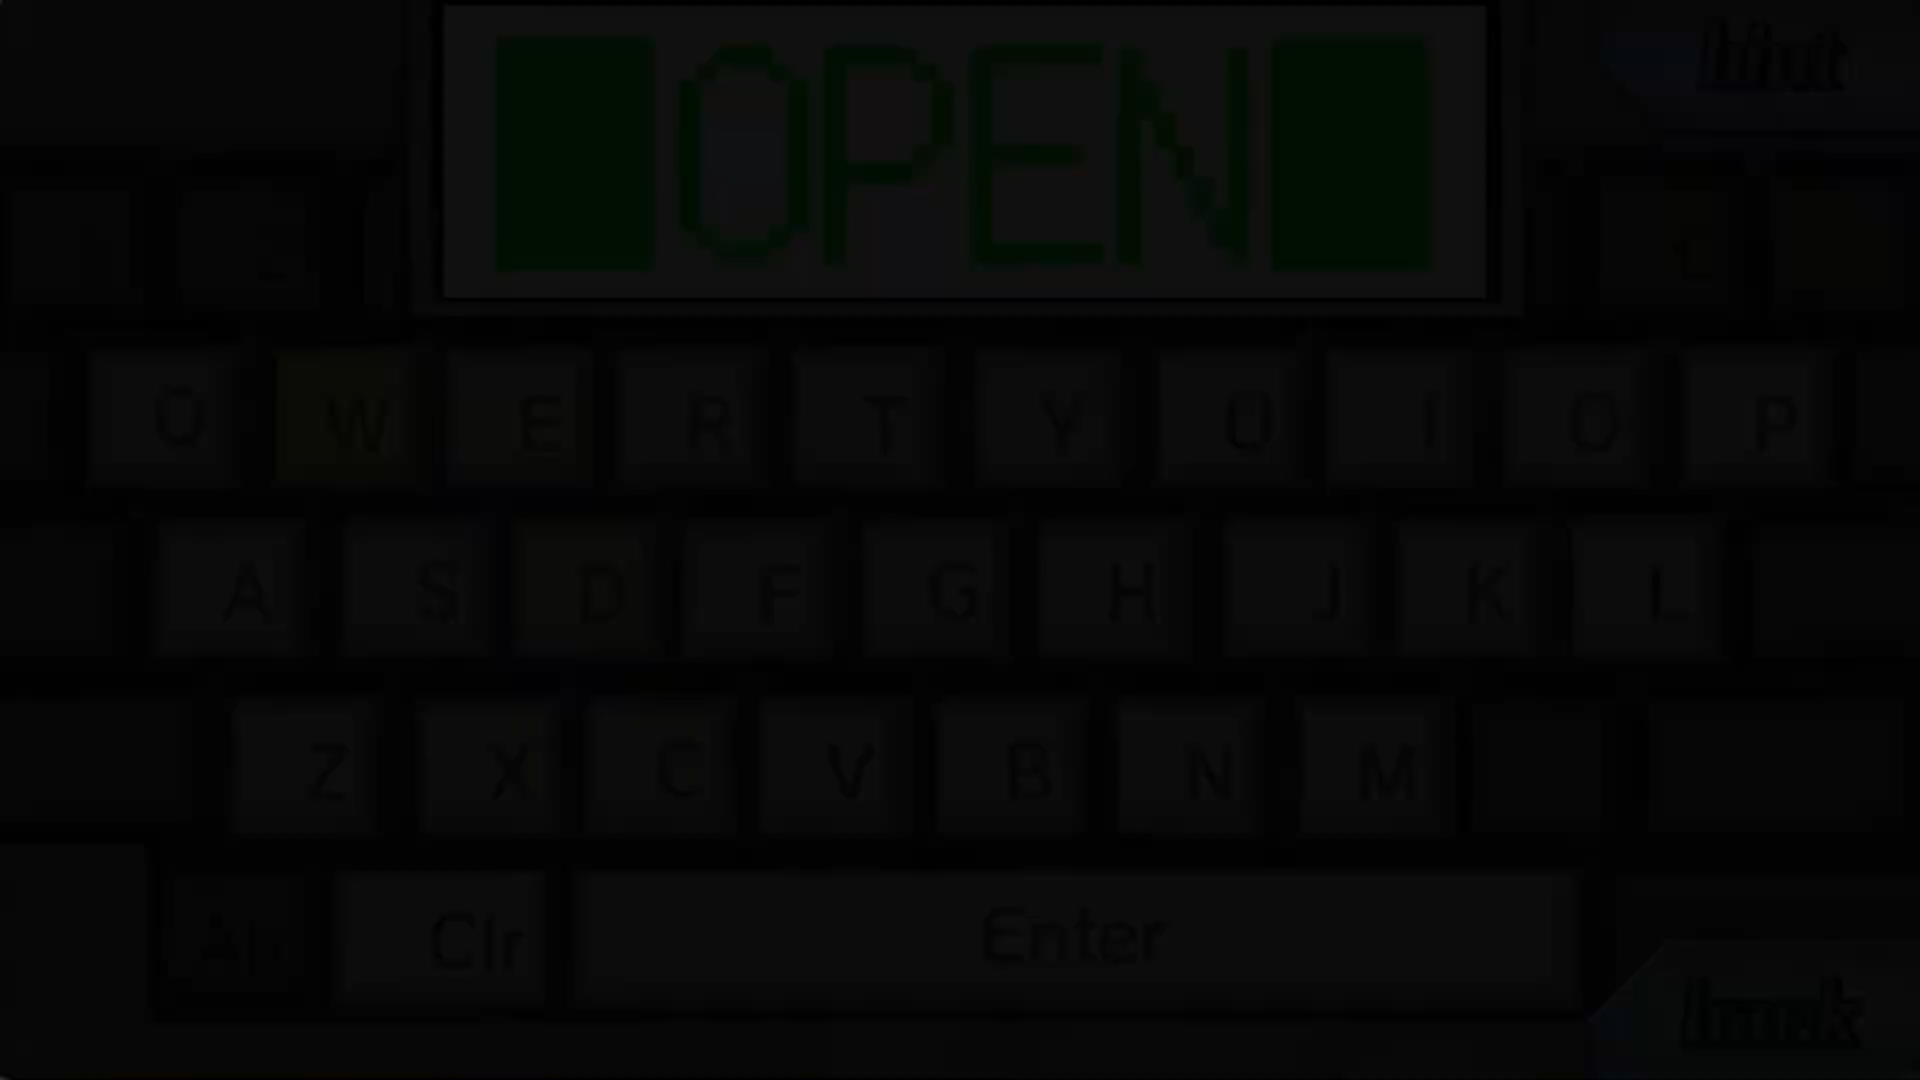 OPEN
Q W E R T Y U I O P
A S D F G H J K L
Z X C V B N M
Clr Enter